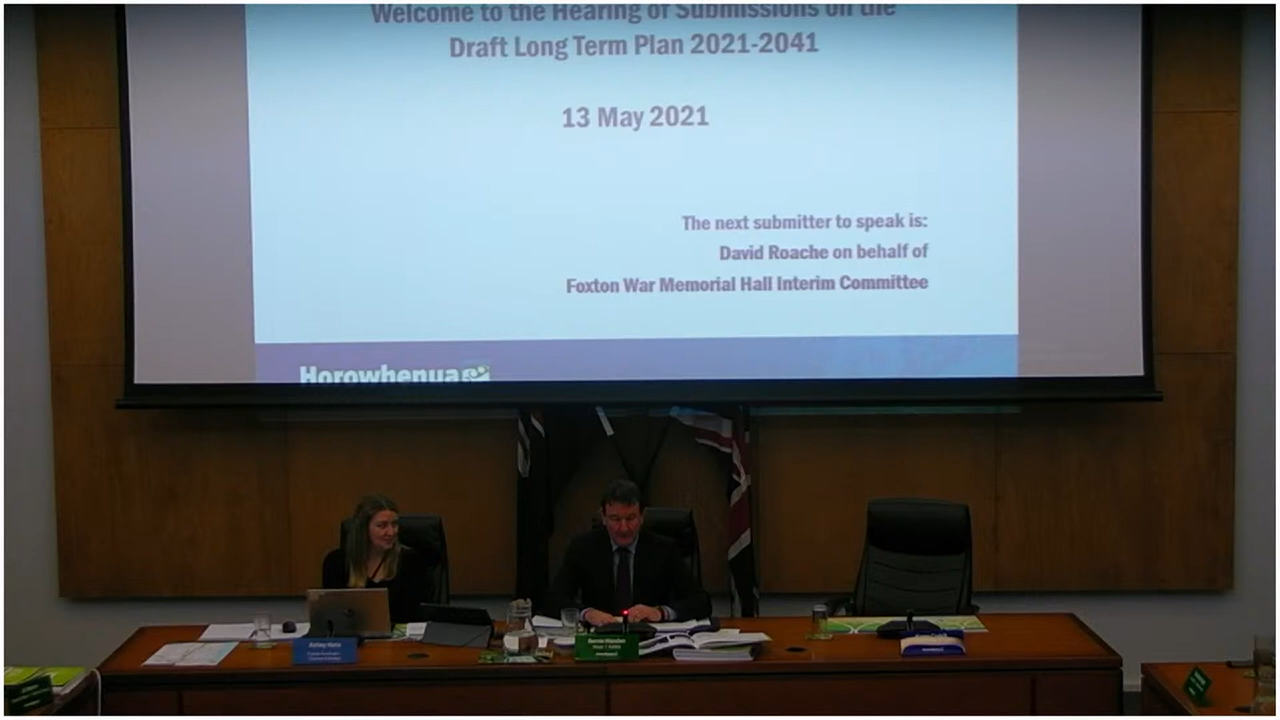 Welcome to the Hearing of Submissions on the
Draft Long Term Plan 2021-2041
13 May 2021
The next submitter to speak is:
David Roache on behalf of
Foxton War Memorial Hall Interim Committee
Horowhenua